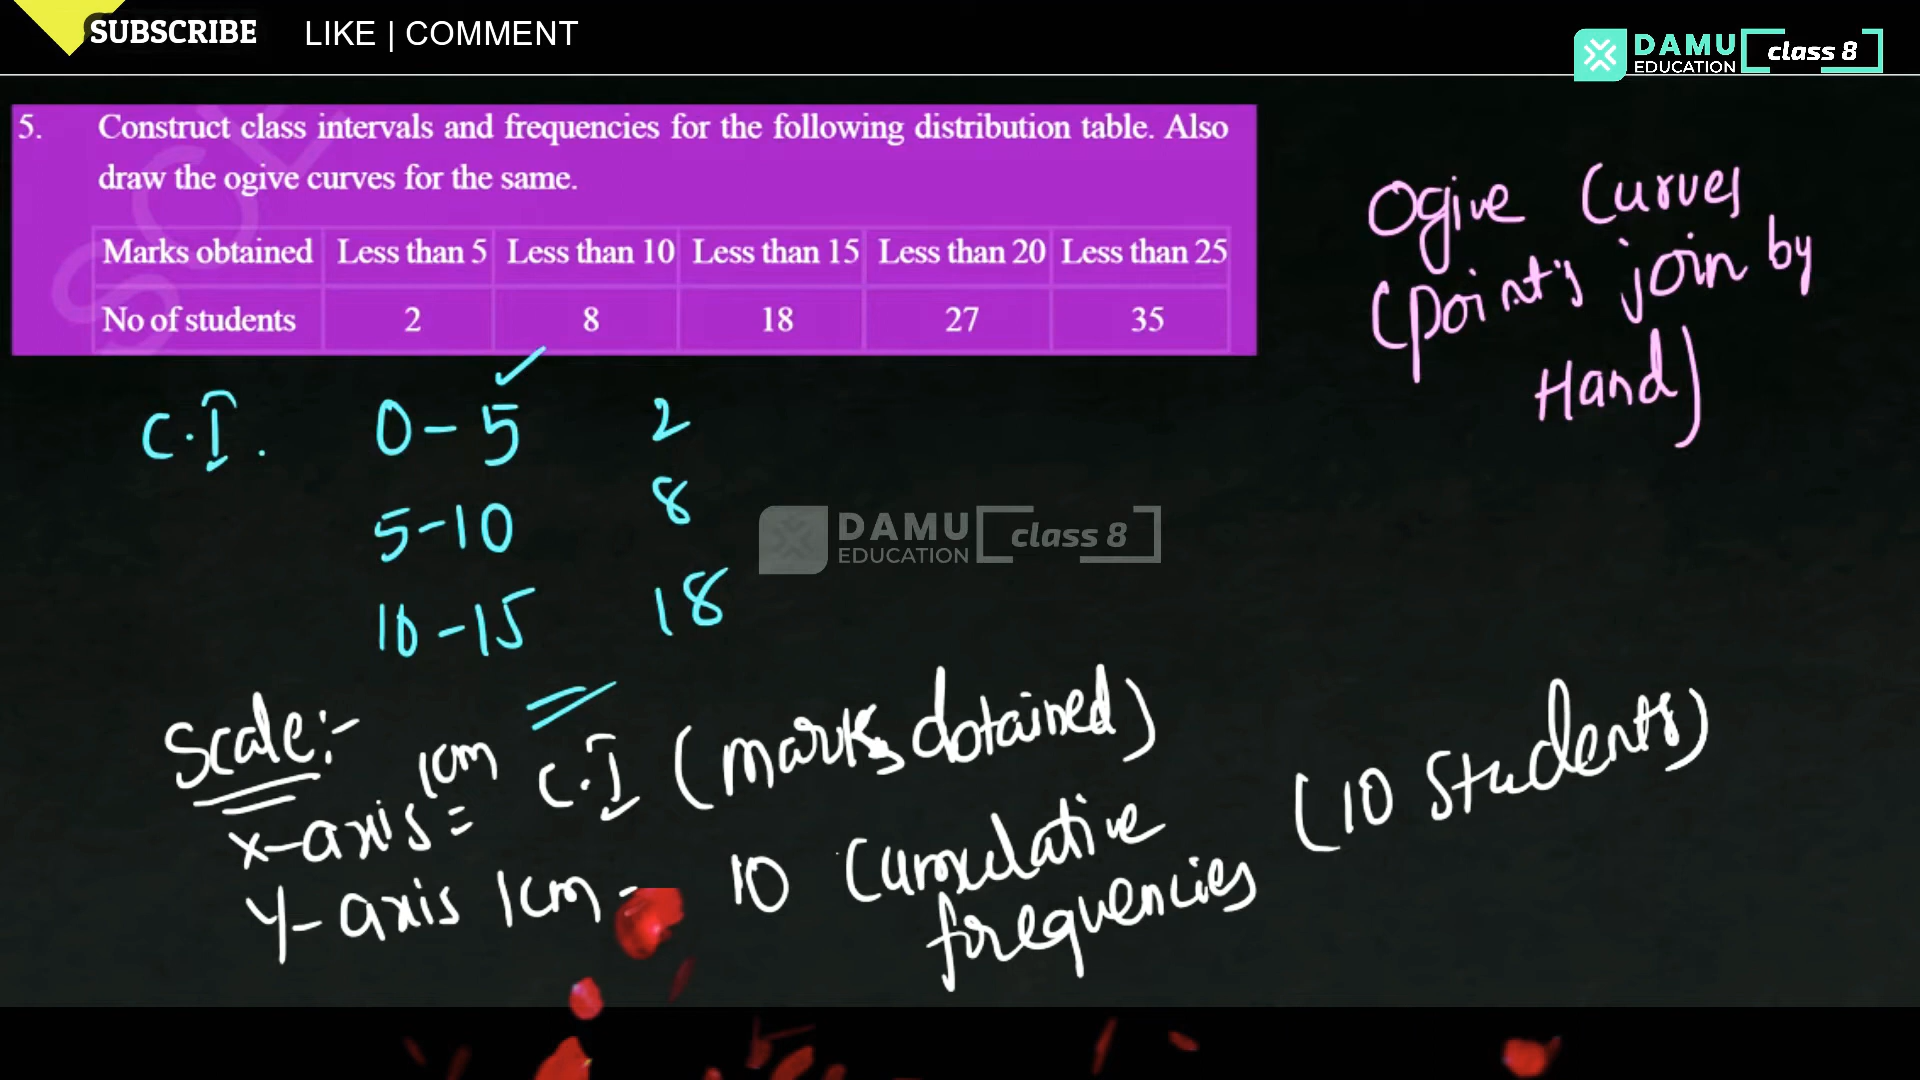 SUBSCRIBE LIKE | COMMENT
DAMU EDUCATION class 8
5. Construct class intervals and frequencies for the following distribution table. Also
draw the ogive curves for the same.
Marks obtained Less than 5 Less than 10 Less than 15 Less than 20 Less than 25
No of students 2 8 18 27 35
Ogive Curves
(point's join by
Hand)
C.I. 0-5 2
5-10 8
10-15 18
DAMU EDUCATION class 8
Scale:-
x-axis = 1cm C.I (marks obtained)
y-axis 1cm - 10 Cumulative frequencies (10 students)